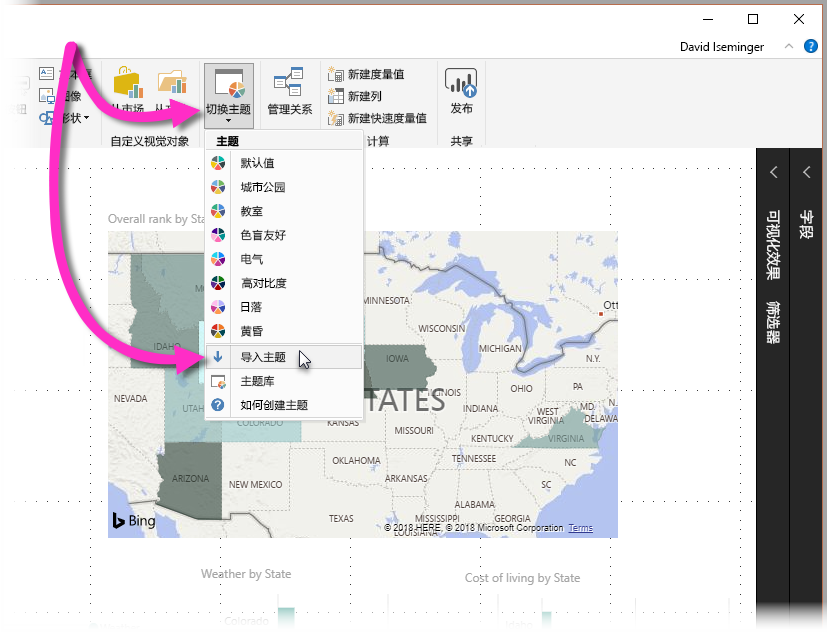 David Iseminger
图像
形状
从市场
自定义视觉对象
切换主题
管理关系
新建度量值
新建列
新建快速度量值
计算
发布
共享
主题
默认值
城市公园
教室
色盲友好
电气
高对比度
日落
黄昏
导入主题
主题库
如何创建主题
可视化效果
筛选器
字段
Overall rank by Sta
MINNESOTA
WISCONSIN
MICHIGAN
Ott
IDAHO
IOWA
N.Y.
NEVADA
UTAH
COLORADO
KANSAS
TATES
ILLINOIS
INDIANA
OHIO
PA
MD
DELAWA
WEST
VIRGINIA
VIRGINIA
MISSOURI
KENTUCKY
ARIZONA
NEW MEXICO
OKLAHOMA
ARKANSAS
TENNESSEE
NC
SC
TEXAS
LOUISIANA
MISSISSIPPI
ALABAMA
GEORGIA
Bing
© 2018 HERE, © 2018 Microsoft Corporation Terms
Weather by State
Cost of living by State
Colorado
Idaho